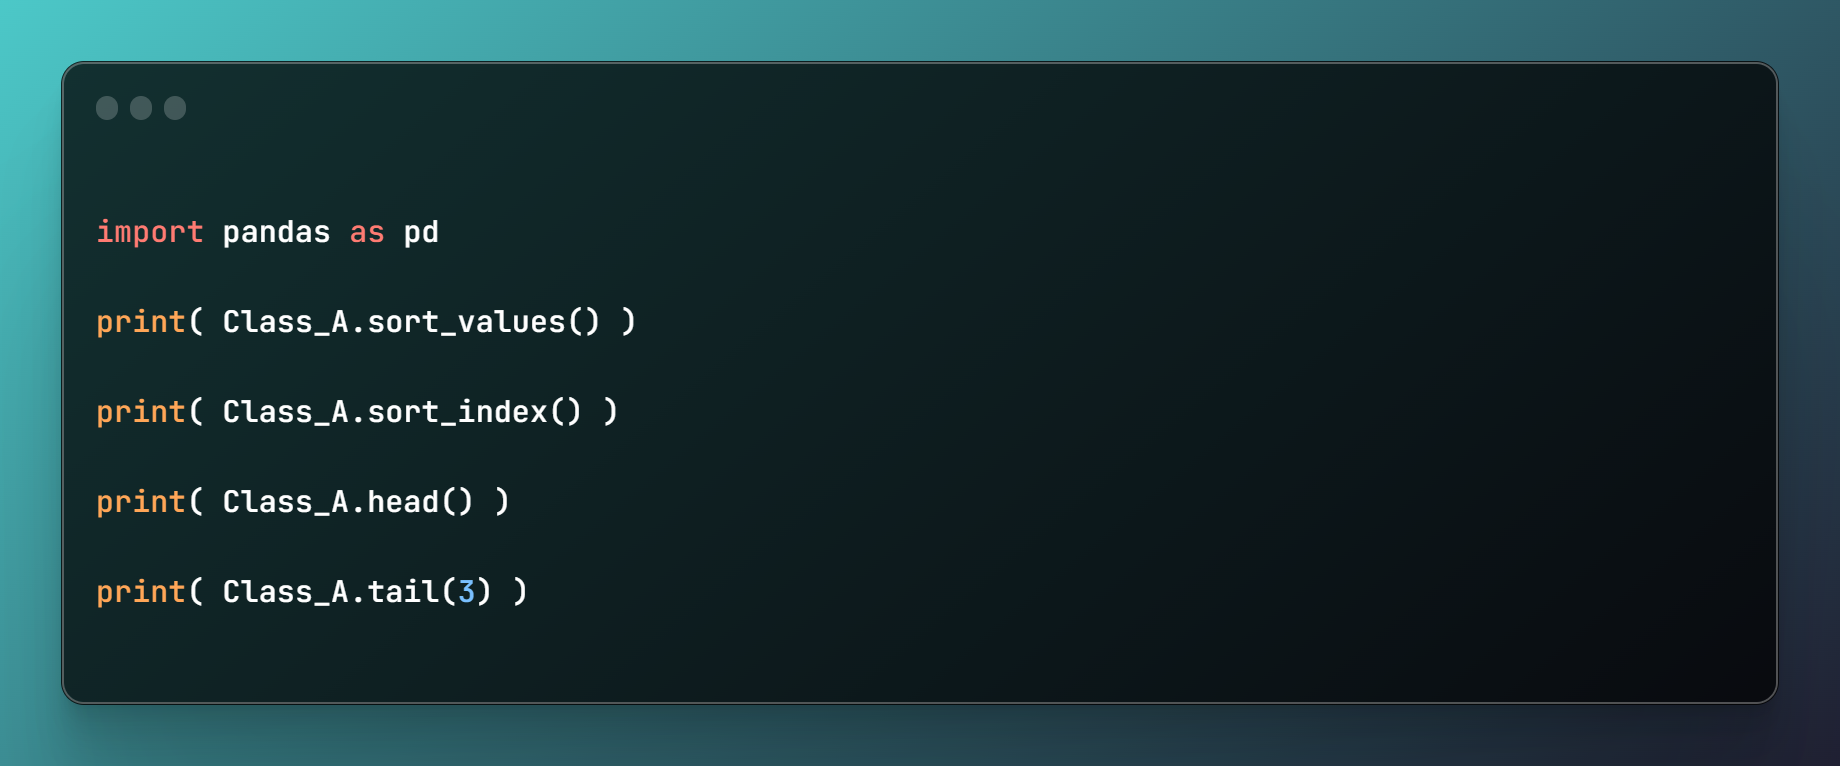 import pandas as pd
print( Class_A.sort_values() )
print( Class_A.sort_index() )
print( Class_A.head() )
print( Class_A.tail(3) )